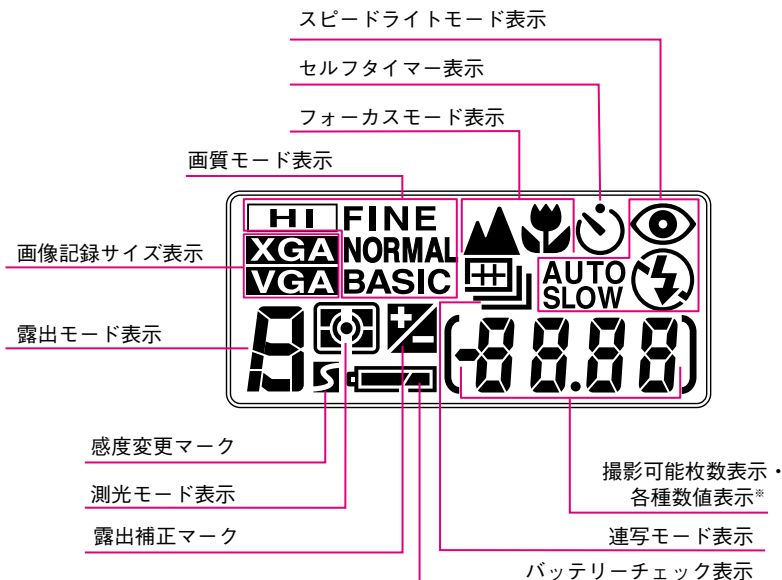 スピードライトモード表示
セルフタイマー表示
フォーカスモード表示
画質モード表示
画像記録サイズ表示
露出モード表示
HI FINE
XGA NORMAL
VGA BASIC
AUTO
SLOW
S
(-88.88)
感度変更マーク
測光モード表示
露出補正マーク
撮影可能枚数表示・
各種数値表示※
連写モード表示
バッテリーチェック表示